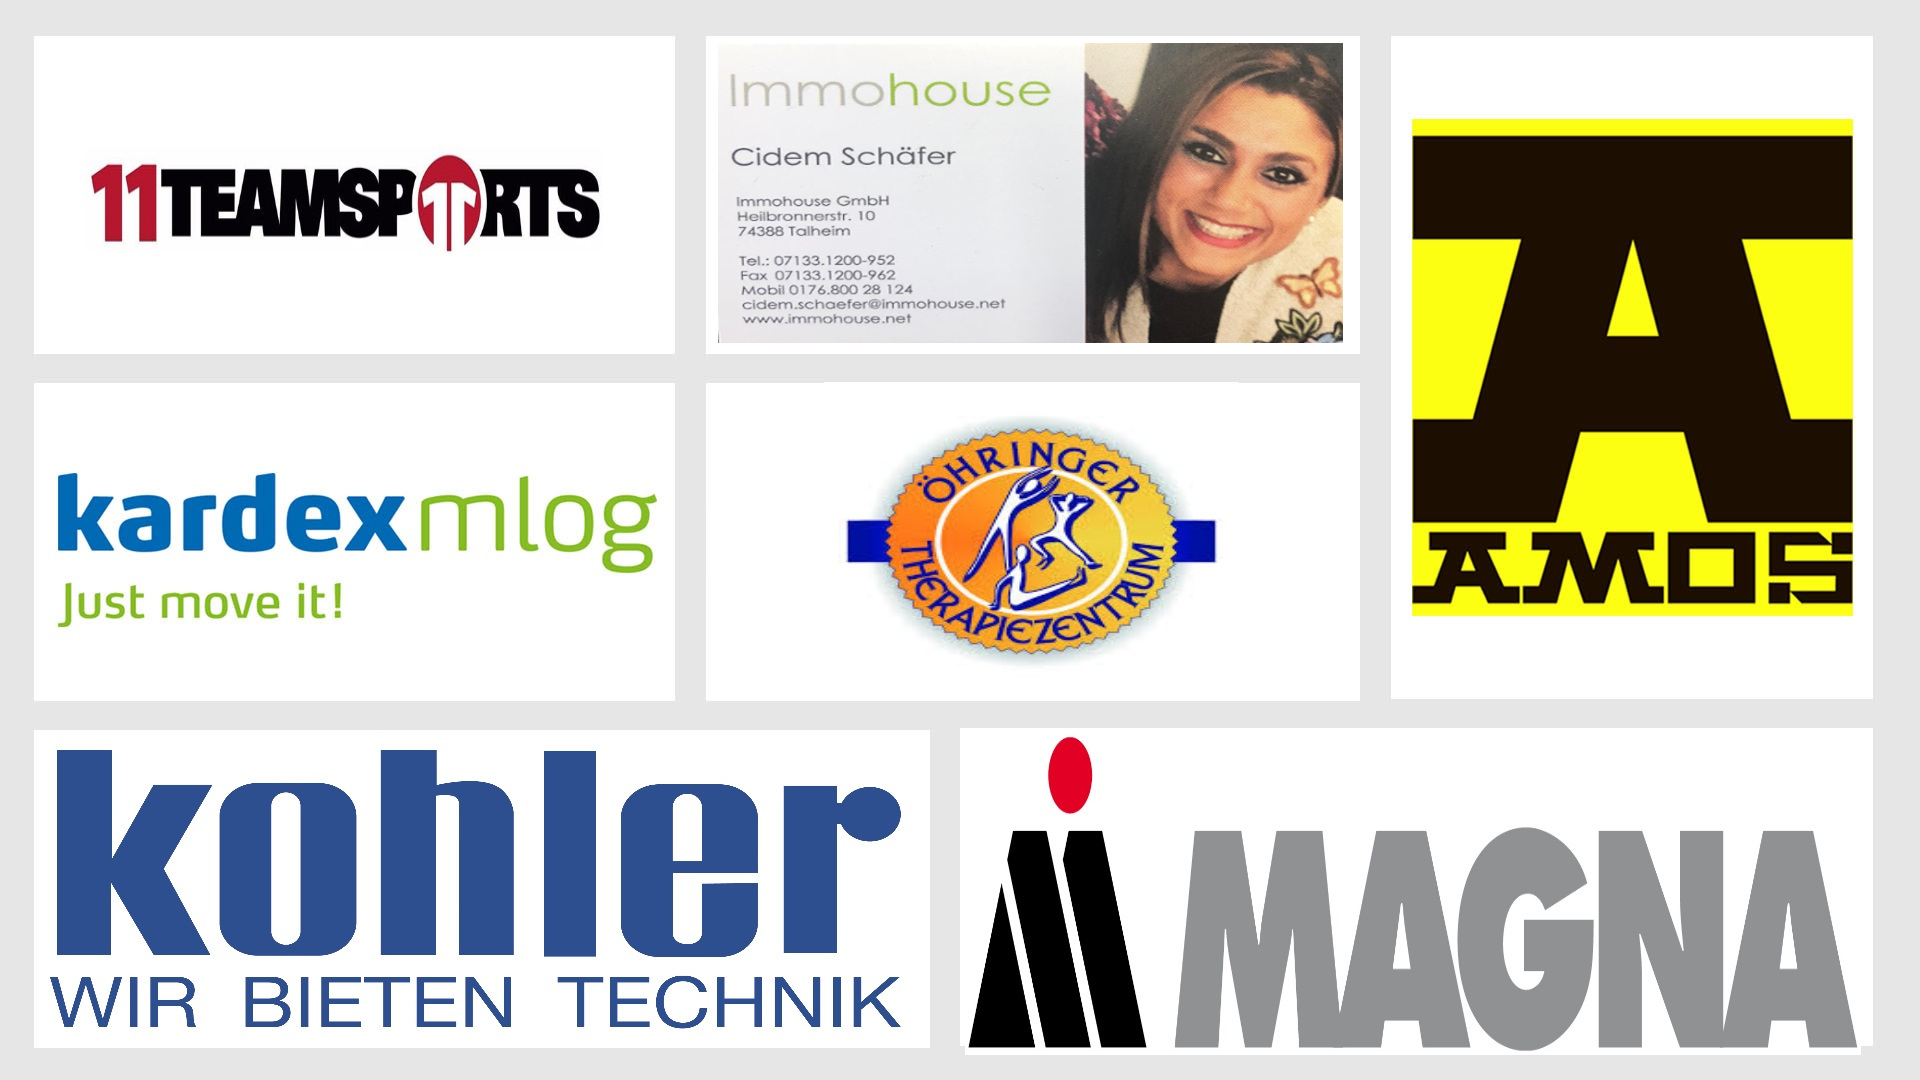 11TEAMSPORTS
Immohouse
Cidem Schäfer
Immohouse GmbH
Heilbronnerstr. 10
74388 Talheim
Tel.: 07133.1200-952
Fax 07133.1200-962
Mobil 0176.800 28 124
cidem.schaefer@immohouse.net
www.immohouse.net
A
AMOS
kardex mlog
Just move it!
ÖHRINGER
THERAPIEZENTRUM
kohler
WIR BIETEN TECHNIK
MAGNA